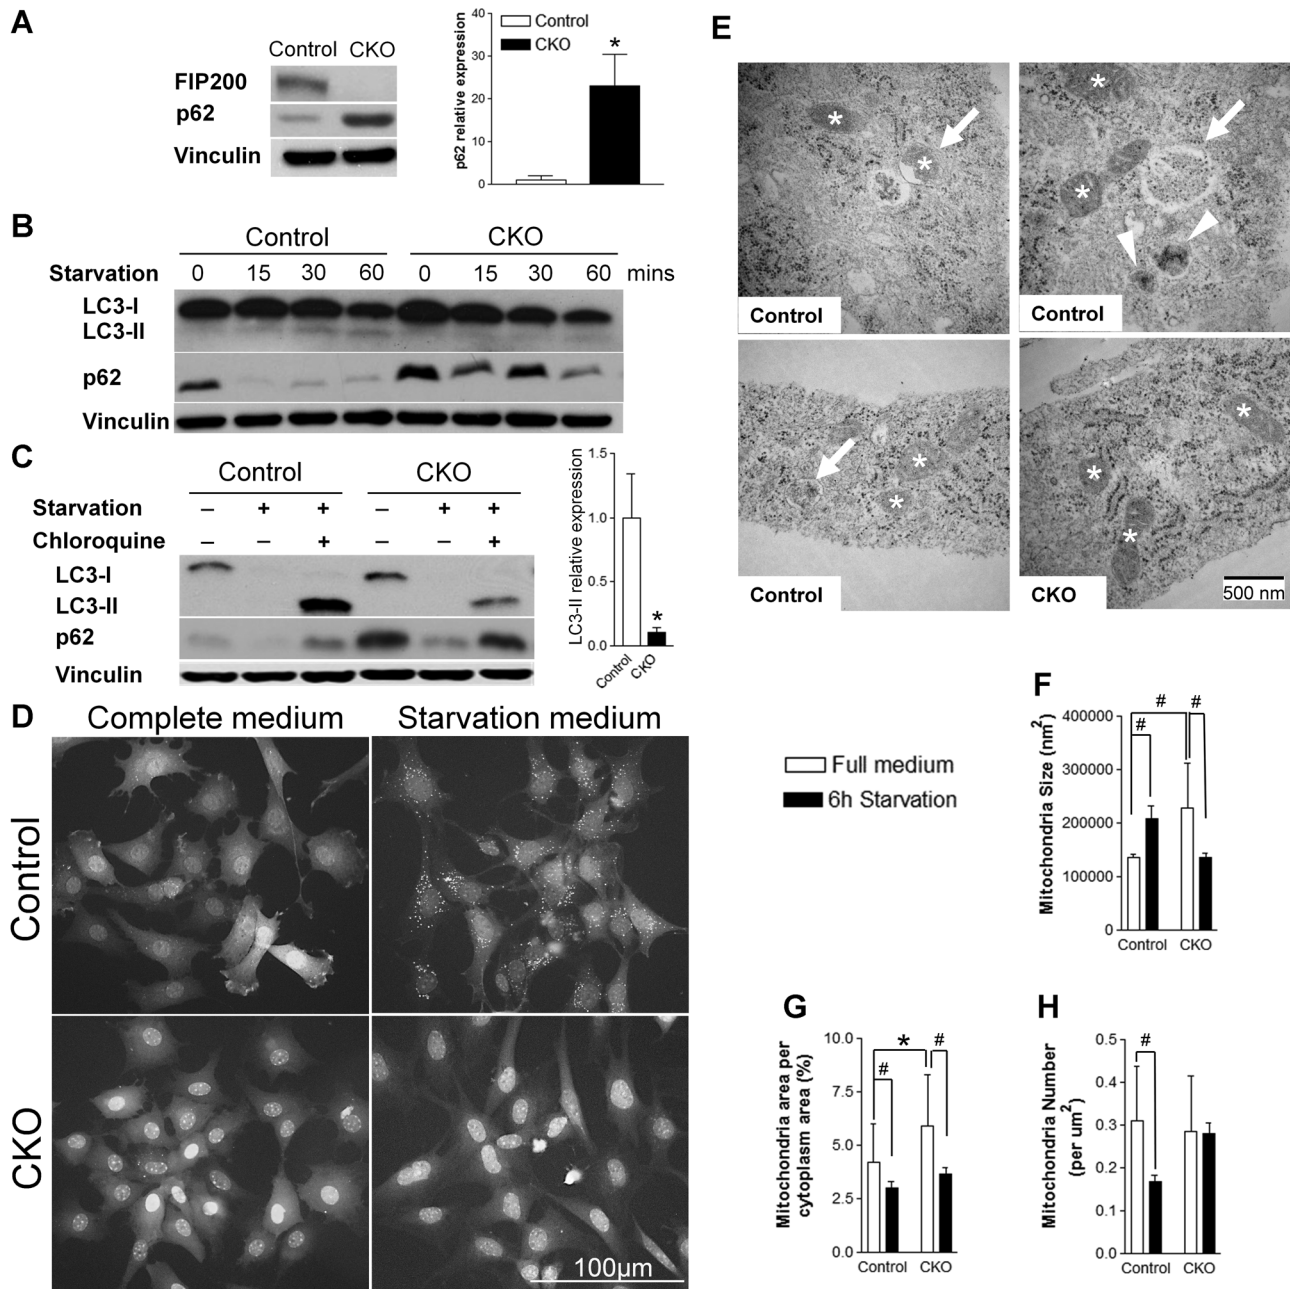 A
Control CKO
FIP200
p62
Vinculin
p62 relative expression
40
30
20
10
0
Control
CKO
*
B
Control CKO
Starvation 0 15 30 60 0 15 30 60 mins
LC3-I
LC3-II
p62
Vinculin
C
Control CKO
Starvation – + + – + +
Chloroquine – – + – – +
LC3-I
LC3-II
p62
Vinculin
LC3-II relative expression
1.5
1.0
0.5
0.0
*
Control CKO
D
Complete medium Starvation medium
Control
CKO
100µm
E
* * * *
Control
Control
* * * * *
Control
CKO
500 nm
Full medium
6h Starvation
F
Mitochondria Size (nm²)
400000
300000
200000
100000
0
# # #
Control CKO
G
Mitochondria area per
cytoplasm area (%)
10.0
7.5
5.0
2.5
0.0
# * #
Control CKO
H
Mitochondria Number
(per um²)
0.5
0.4
0.3
0.2
0.1
0.0
#
Control CKO